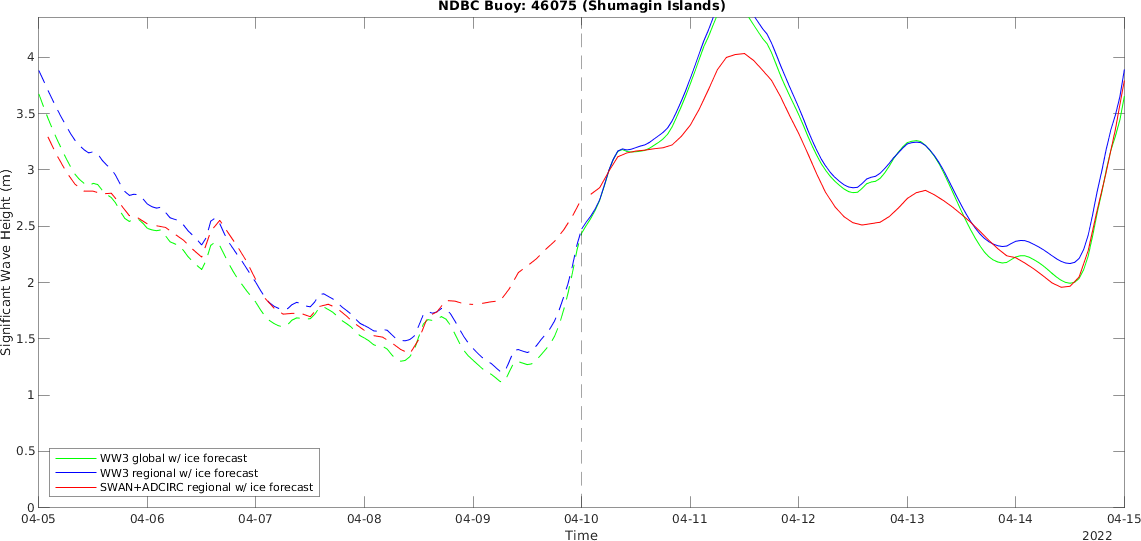 NDBC Buoy: 46075 (Shumagin Islands)
Significant Wave Height (m)
4
3.5
3
2.5
2
1.5
1
0.5
0
WW3 global w/ ice forecast
WW3 regional w/ ice forecast
SWAN+ADCIRC regional w/ ice forecast
04-05 04-06 04-07 04-08 04-09 04-10 04-11 04-12 04-13 04-14 04-15
Time
2022